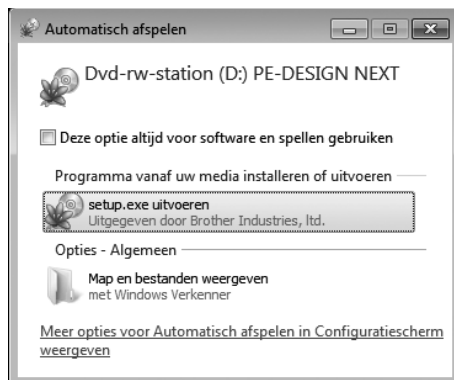 Automatisch afspelen
Dvd-rw-station (D:) PE-DESIGN NEXT
Deze optie altijd voor software en spellen gebruiken
Programma vanaf uw media installeren of uitvoeren
setup.exe uitvoeren
Uitgegeven door Brother Industries, ltd.
Opties - Algemeen
Map en bestanden weergeven
met Windows Verkenner
Meer opties voor Automatisch afspelen in Configuratiescherm
weergeven